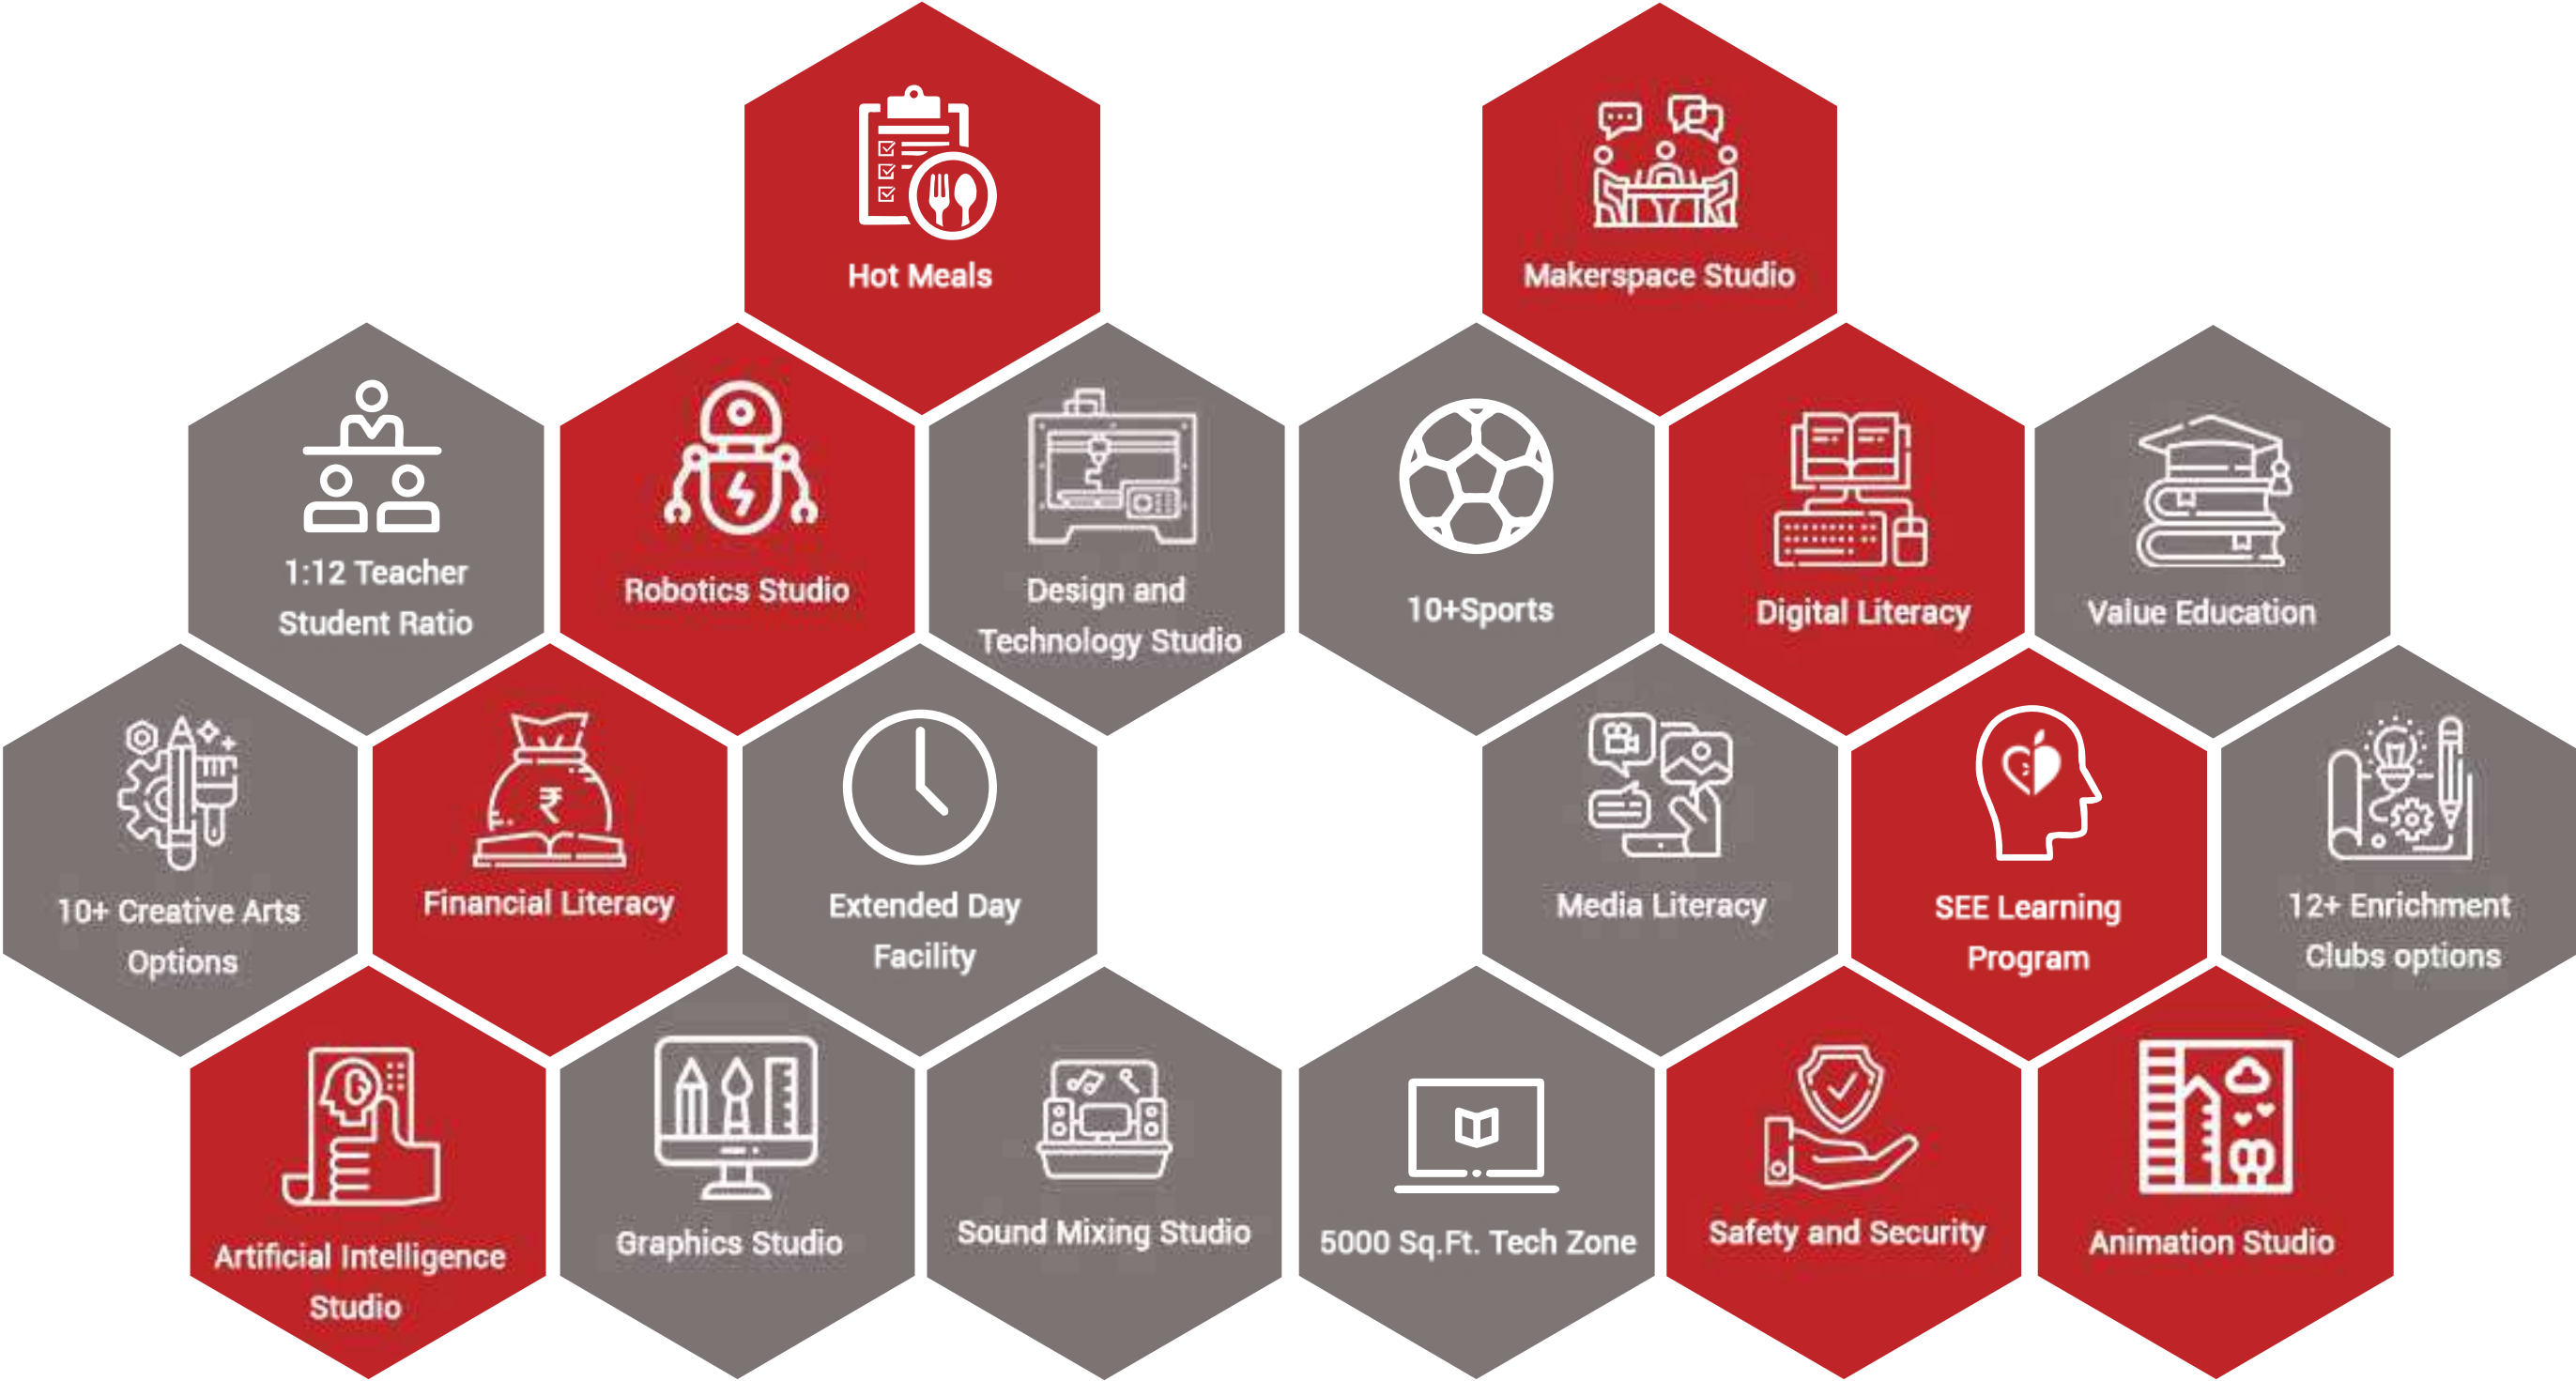 Hot Meals
Makerspace Studio
1:12 Teacher
Student Ratio
Robotics Studio
Design and
Technology Studio
10+Sports
Digital Literacy
Value Education
10+ Creative Arts
Options
₹
Financial Literacy
Extended Day
Facility
Media Literacy
SEE Learning
Program
12+ Enrichment
Clubs options
Artificial Intelligence
Studio
Graphics Studio
Sound Mixing Studio
5000 Sq.Ft. Tech Zone
Safety and Security
Animation Studio